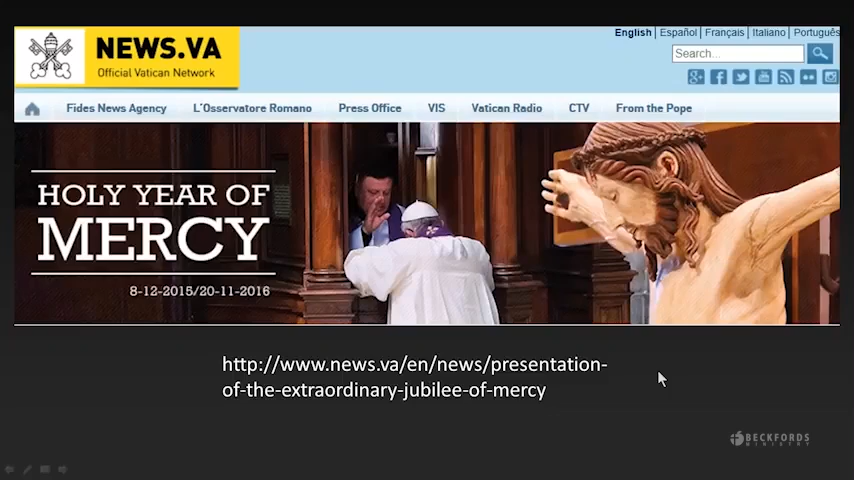 NEWS.VA
Official Vatican Network
English | Español | Français | Italiano | Português
Search...
Fides News Agency L'Osservatore Romano Press Office VIS Vatican Radio CTV From the Pope
HOLY YEAR OF
MERCY
8-12-2015/20-11-2016
http://www.news.va/en/news/presentation-
of-the-extraordinary-jubilee-of-mercy
BECKFORDS
MINISTRY